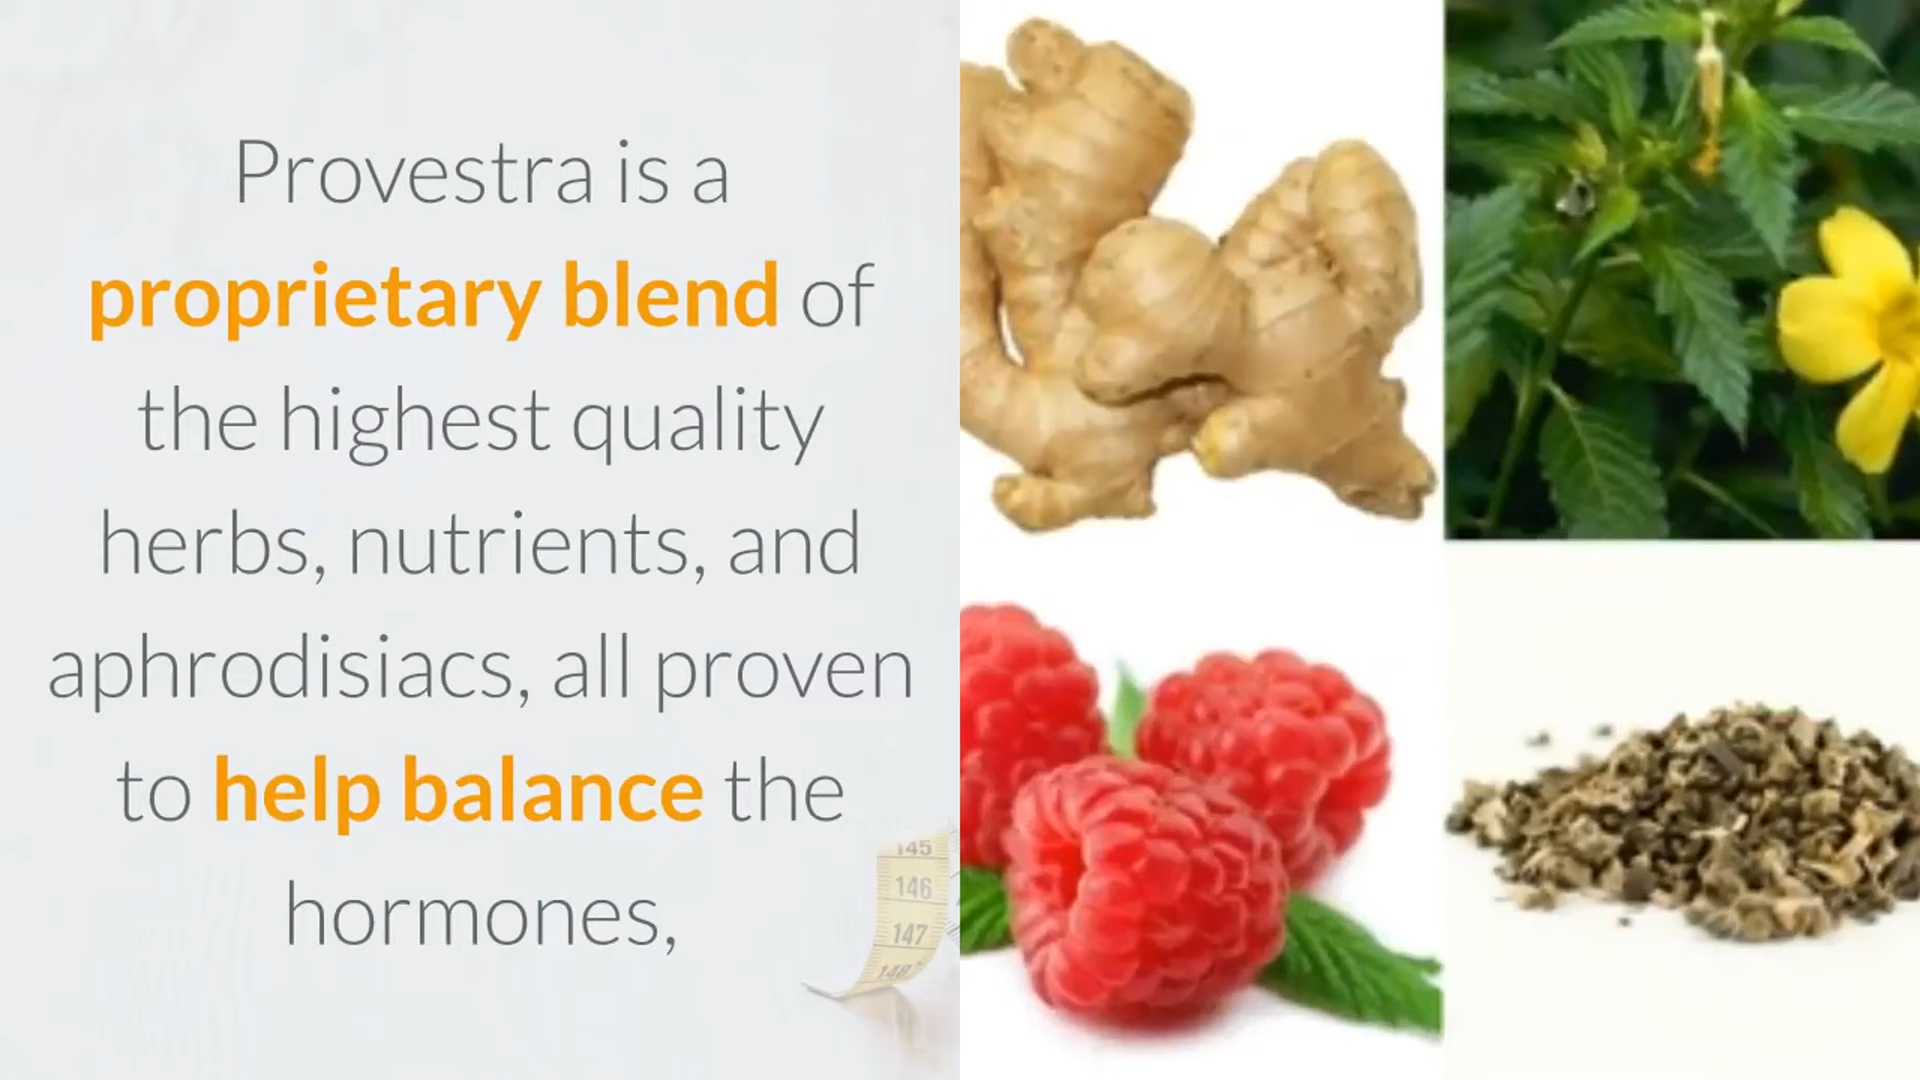 Provestra is a
proprietary blend of
the highest quality
herbs, nutrients, and
aphrodisiacs, all proven
to help balance the
hormones,
145
146
147
148